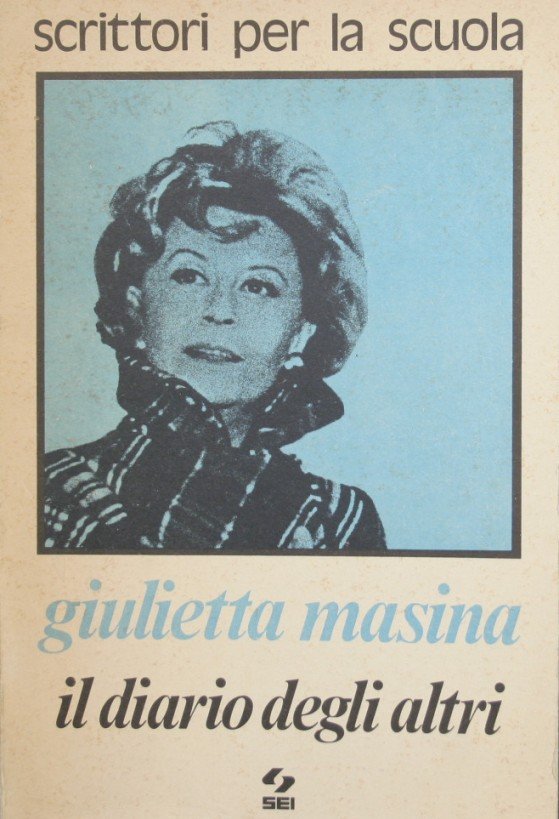 scrittori per la scuola
giulietta masina
il diario degli altri
SEI